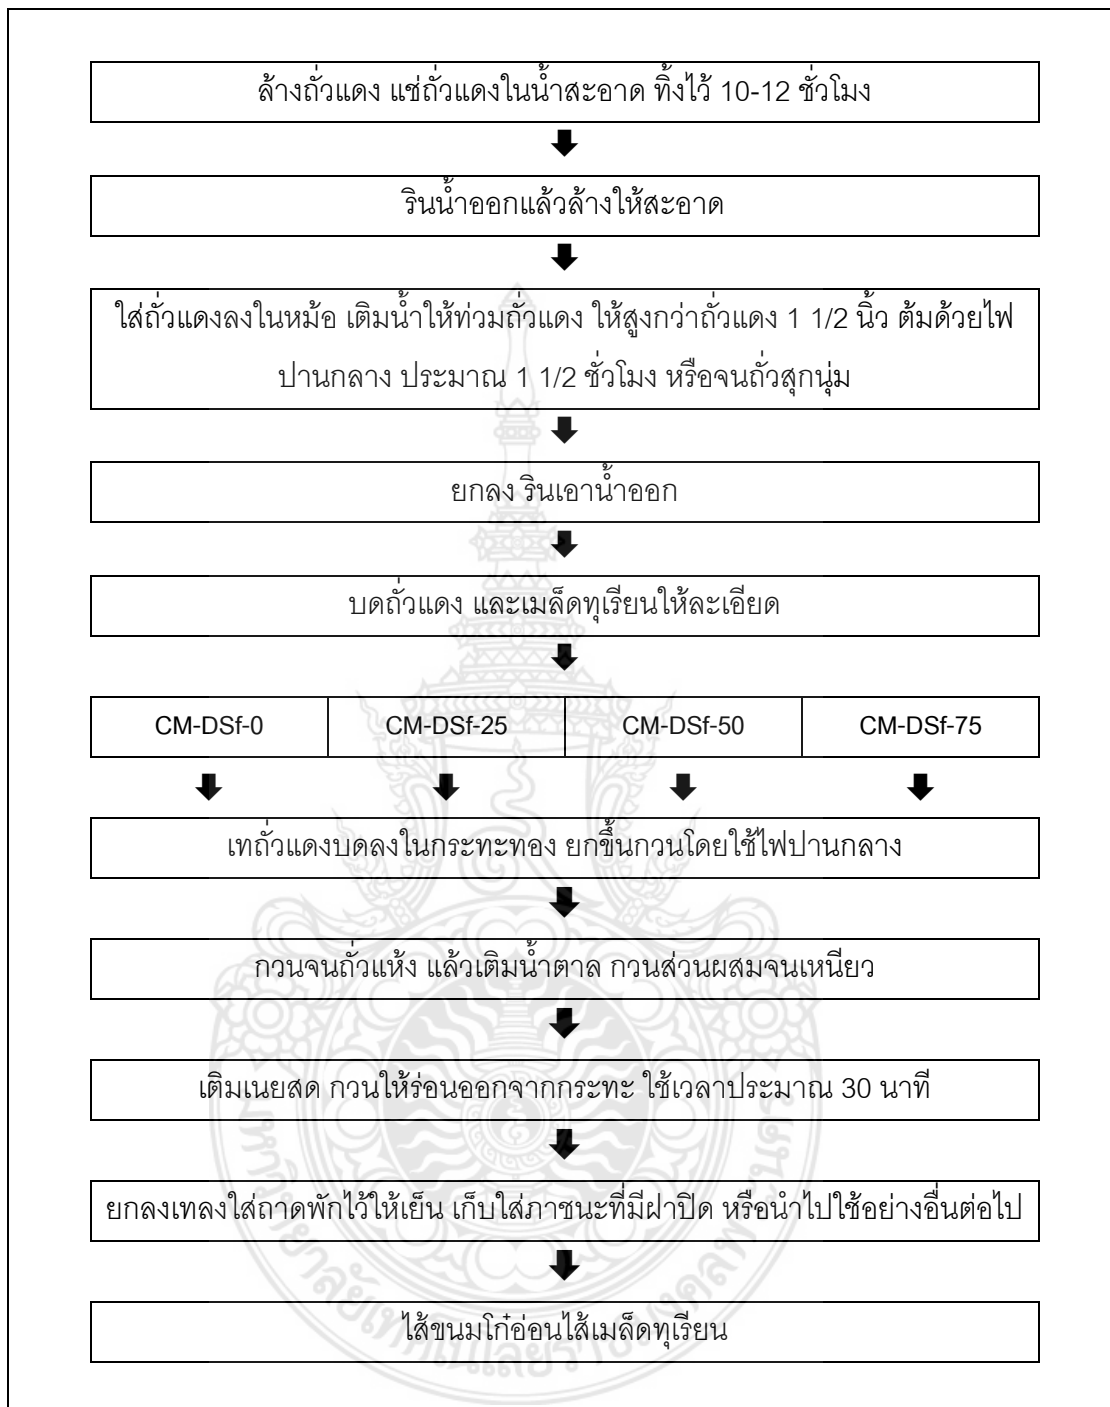 ล้างถั่วแดง แช่ถั่วแดงในน้ำสะอาด ทิ้งไว้ 10-12 ชั่วโมง
รินน้ำออกแล้วล้างให้สะอาด
ใส่ถั่วแดงลงในหม้อ เติมน้ำให้ท่วมถั่วแดง ให้สูงกว่าถั่วแดง 1 1/2 นิ้ว ต้มด้วยไฟ
ปานกลาง ประมาณ 1 1/2 ชั่วโมง หรือจนถั่วสุกนุ่ม
ยกลง รินเอาน้ำออก
บดถั่วแดง และเมล็ดทุเรียนให้ละเอียด
CM-DSf-0 CM-DSf-25 CM-DSf-50 CM-DSf-75
เทถั่วแดงบดลงในกระทะทอง ยกขึ้นกวนโดยใช้ไฟปานกลาง
กวนจนถั่วแห้ง แล้วเติมน้ำตาล กวนส่วนผสมจนเหนียว
เติมเนยสด กวนให้ร่อนออกจากกระทะ ใช้เวลาประมาณ 30 นาที
ยกลงเทลงใส่ถาดพักไว้ให้เย็น เก็บใส่ภาชนะที่มีฝาปิด หรือนำไปใช้อย่างอื่นต่อไป
ไส้ขนมโก๋อ่อนไส้เมล็ดทุเรียน